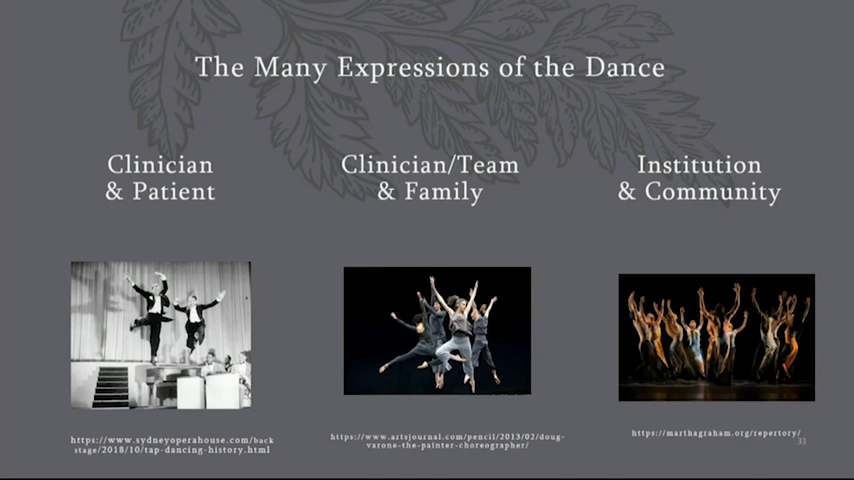 The Many Expressions of the Dance
Clinician
& Patient
Clinician/Team
& Family
Institution
& Community
https://www.sydneyoperahouse.com/back
stage/2018/10/tap-dancing-history.html
https://www.artsjournal.com/pencil/2013/02/doug-
varone-the-painter-choreographer/
https://marthagraham.org/repertory/
33